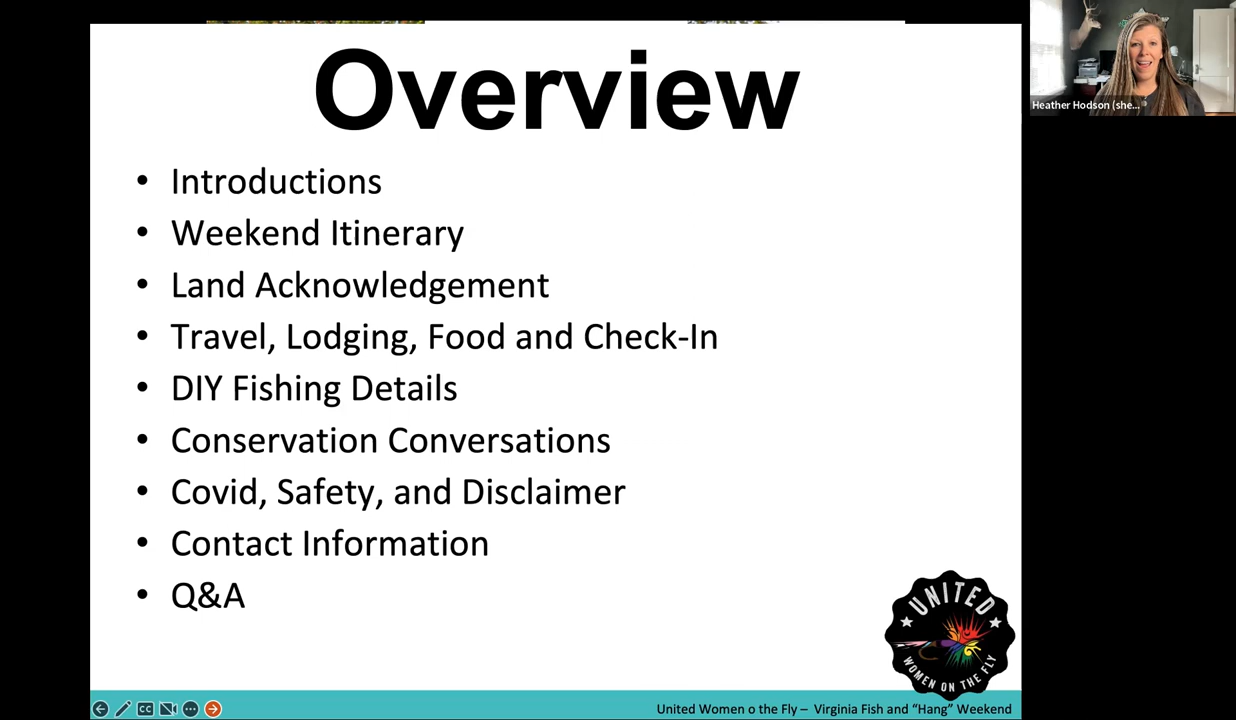 Overview
Heather Hodson (she...
• Introductions
• Weekend Itinerary
• Land Acknowledgement
• Travel, Lodging, Food and Check-In
• DIY Fishing Details
• Conservation Conversations
• Covid, Safety, and Disclaimer
• Contact Information
• Q&A
UNITED
WOMEN ON THE FLY
CC
United Women o the Fly – Virginia Fish and “Hang” Weekend